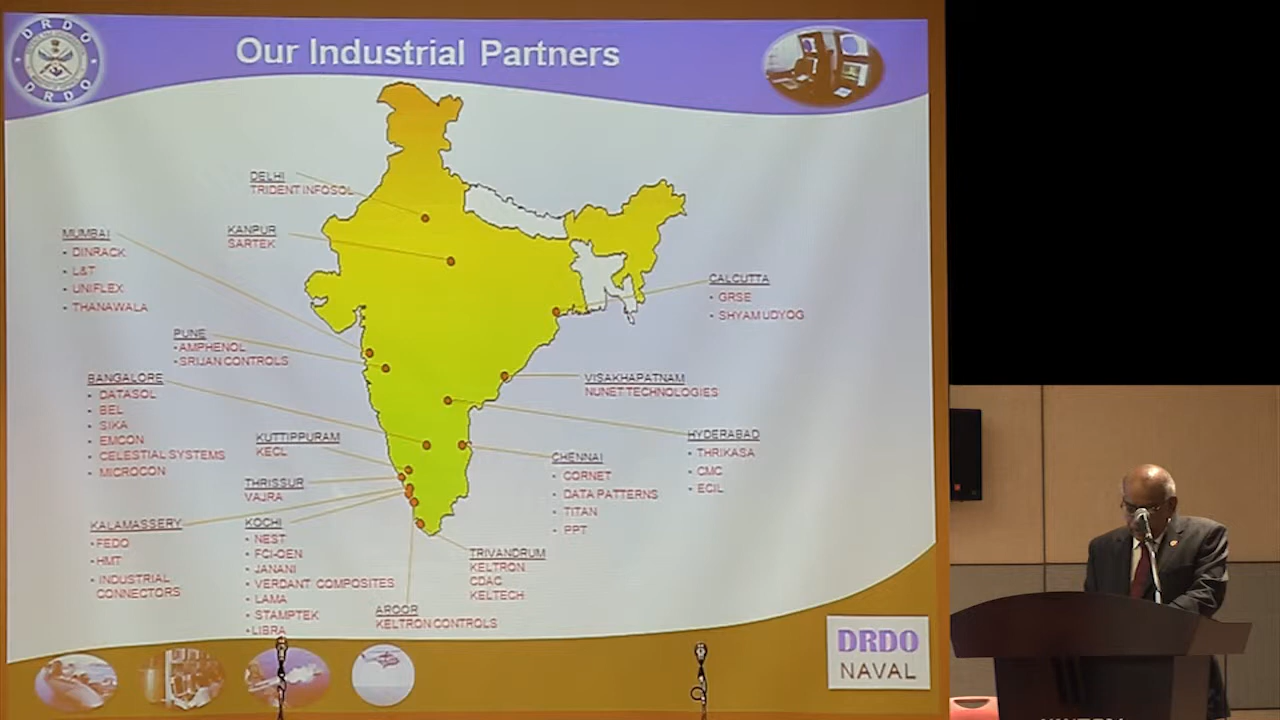 DRDO
DRDO
Our Industrial Partners
DELHI
TRIDENT INFOSOL
KANPUR
SARTEK
MUMBAI
• DINRACK
• L&T
• UNIFLEX
• THANAWALA
CALCUTTA
• GRSE
• SHYAM UDYOG
PUNE
• AMPHENOL
• SRIJAN CONTROLS
BANGALORE
• DATASOL
• BEL
• SIKA
• EMCON
• CELESTIAL SYSTEMS
• MICROCON
VISAKHAPATNAM
NUNET TECHNOLOGIES
KUTTIPPURAM
KECL
HYDERABAD
• THRIKASA
• CMC
• ECIL
CHENNAI
• CORNET
• DATA PATTERNS
• TITAN
• PPT
THRISSUR
VAJRA
KALAMASSERY
• FEDO
• HMT
• INDUSTRIAL
CONNECTORS
KOCHI
• NEST
• FCI-OEN
• JANANI
• VERDANT COMPOSITES
• LAMA
• STAMPTEK
• LIBRA
TRIVANDRUM
KELTRON
CDAC
KELTECH
AROOR
KELTRON CONTROLS
DRDO
NAVAL